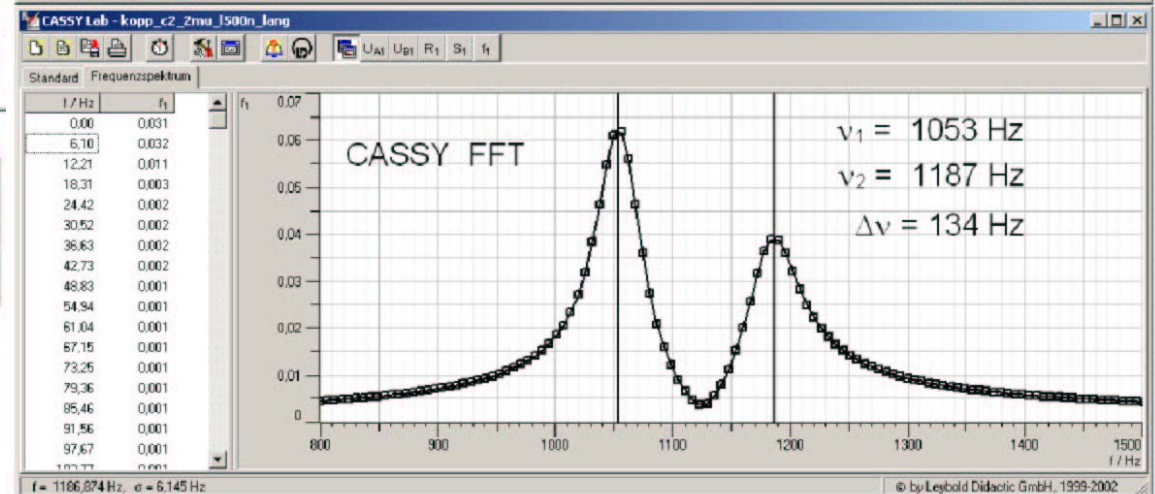 CASSY Lab - kopp_c2_2mu_l500n_lang
UA1 UB1 R1 S1 f1
Standard Frequenzspektrum
f / Hz f1
0,00 0,031
6,10 0,032
12,21 0,011
18,31 0,003
24,42 0,002
30,52 0,002
36,63 0,002
42,73 0,002
48,83 0,001
54,94 0,001
61,04 0,001
67,15 0,001
73,25 0,001
79,36 0,001
85,46 0,001
91,56 0,001
97,67 0,001
f1
0,07
0,06
0,05
0,04
0,03
0,02
0,01
0
CASSY FFT
ν1 = 1053 Hz
ν2 = 1187 Hz
Δν = 134 Hz
800 900 1000 1100 1200 1300 1400 1500
f / Hz
f = 1186,874 Hz, σ = 6,145 Hz
© by Leybold Didactic GmbH, 1999-2002